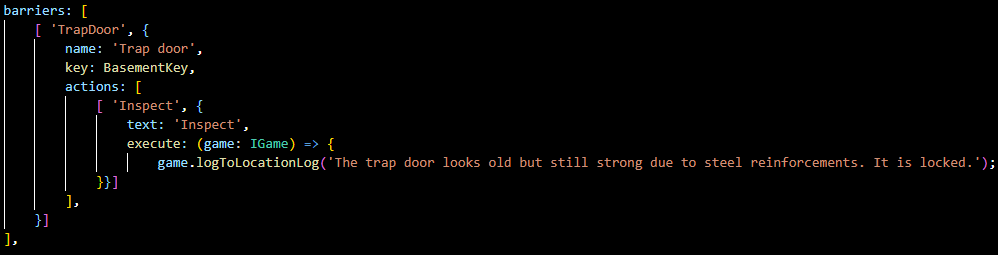 barriers: [
    [ 'TrapDoor', {
        name: 'Trap door',
        key: BasementKey,
        actions: [
            [ 'Inspect', {
                text: 'Inspect',
                execute: (game: IGame) => {
                    game.logToLocationLog('The trap door looks old but still strong due to steel reinforcements. It is locked.');
            }}]
        ],
    }]
],